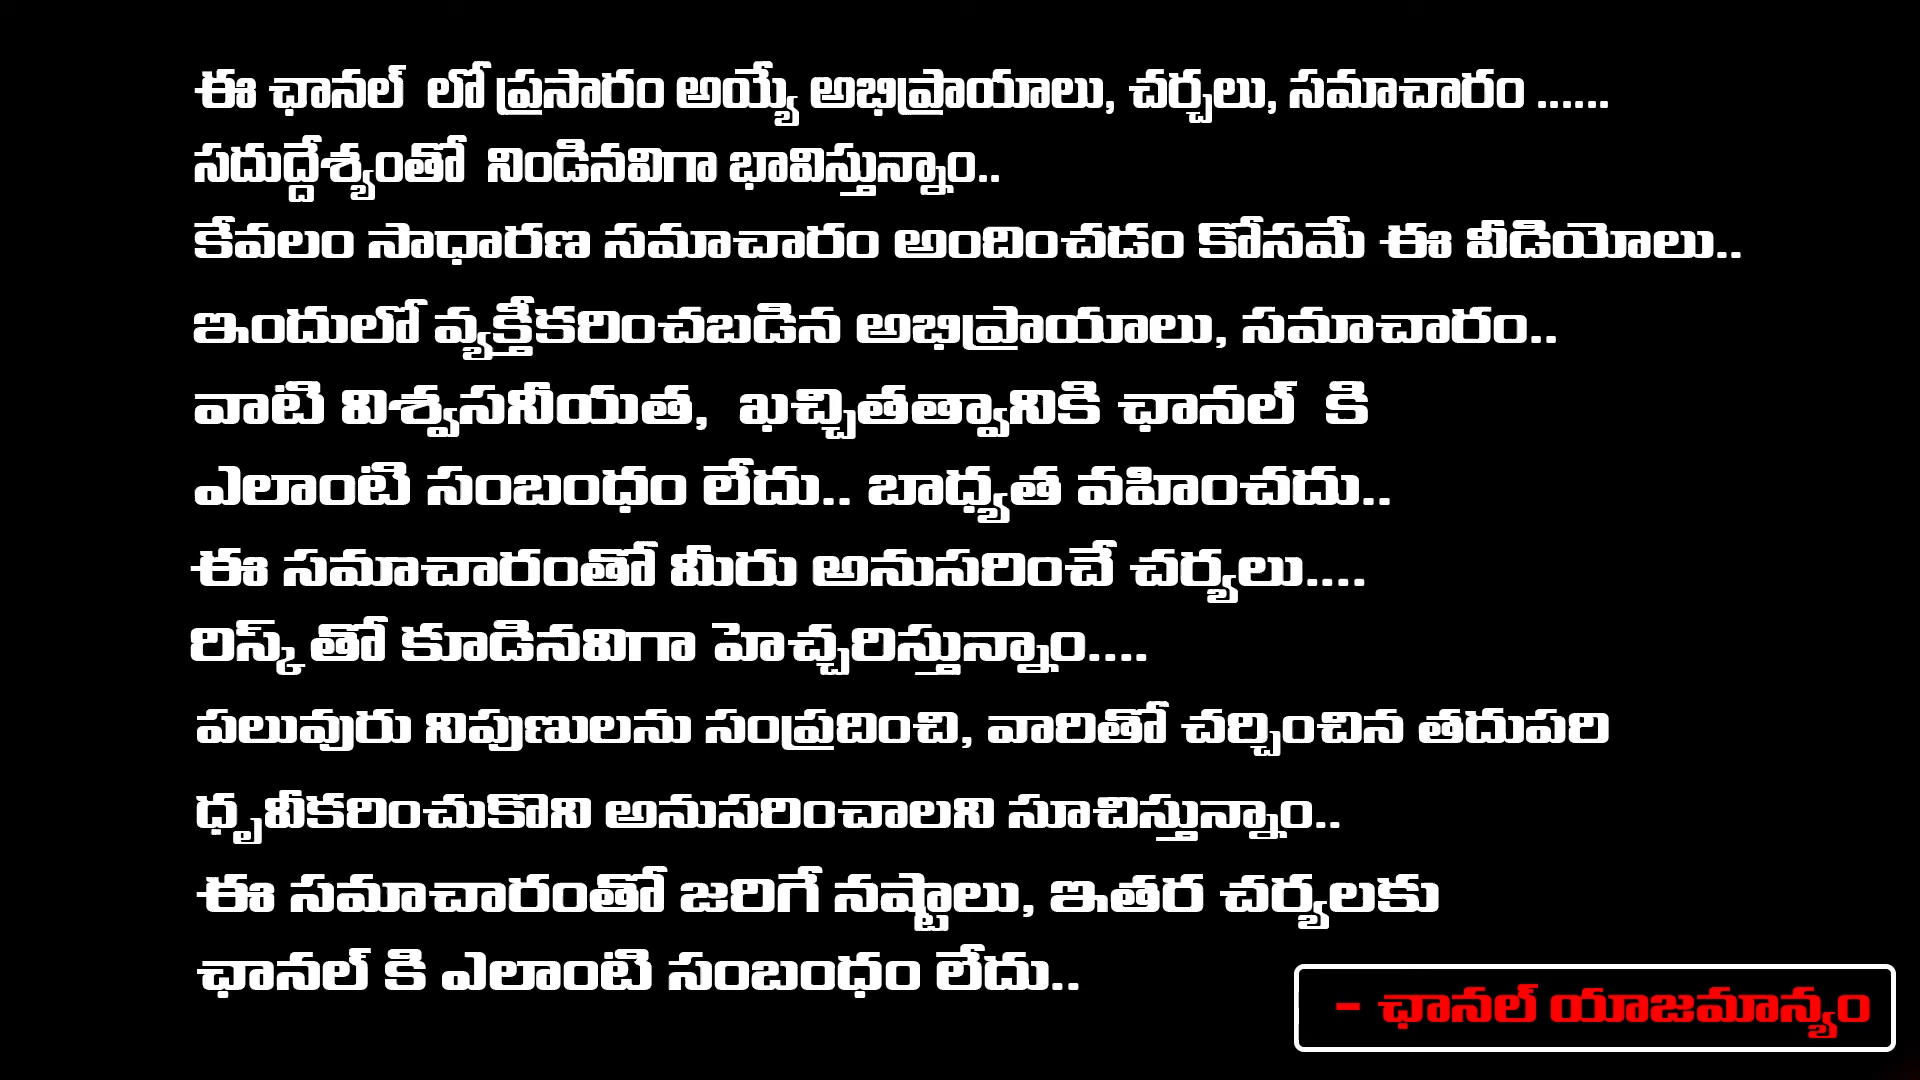 ఈ ఛానల్ లో ప్రసారం అయ్యే అభిప్రాయాలు, చర్చలు, సమాచారం ......
సదుద్దేశ్యంతో నిండినవిగా భావిస్తున్నాం..
కేవలం సాధారణ సమాచారం అందించడం కోసమే ఈ వీడియోలు..
ఇందులో వ్యక్తీకరించబడిన అభిప్రాయాలు, సమాచారం..
వాటి విశ్వసనీయత, ఖచ్చితత్వానికి ఛానల్ కి
ఎలాంటి సంబంధం లేదు.. బాధ్యత వహించదు..
ఈ సమాచారంతో మీరు అనుసరించే చర్యలు....
రిస్క్ తో కూడినవిగా హెచ్చరిస్తున్నాం....
పలువురు నిపుణులను సంప్రదించి, వారితో చర్చించిన తదుపరి
ధృవీకరించుకొని అనుసరించాలని సూచిస్తున్నాం..
ఈ సమాచారంతో జరిగే నష్టాలు, ఇతర చర్యలకు
ఛానల్ కి ఎలాంటి సంబంధం లేదు..
- ఛానల్ యాజమాన్యం